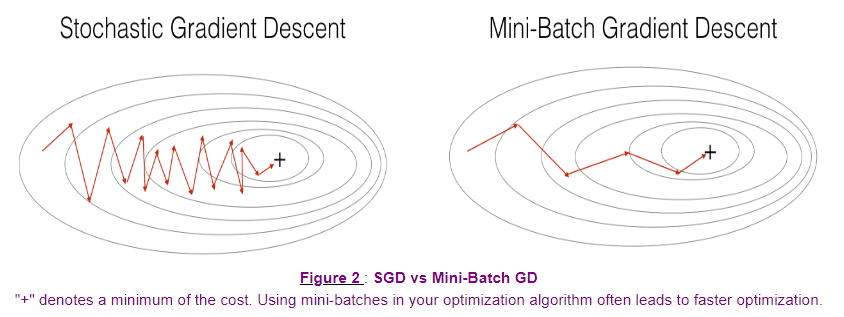 Stochastic Gradient Descent
Mini-Batch Gradient Descent
+
+
Figure 2 : SGD vs Mini-Batch GD
"+" denotes a minimum of the cost. Using mini-batches in your optimization algorithm often leads to faster optimization.